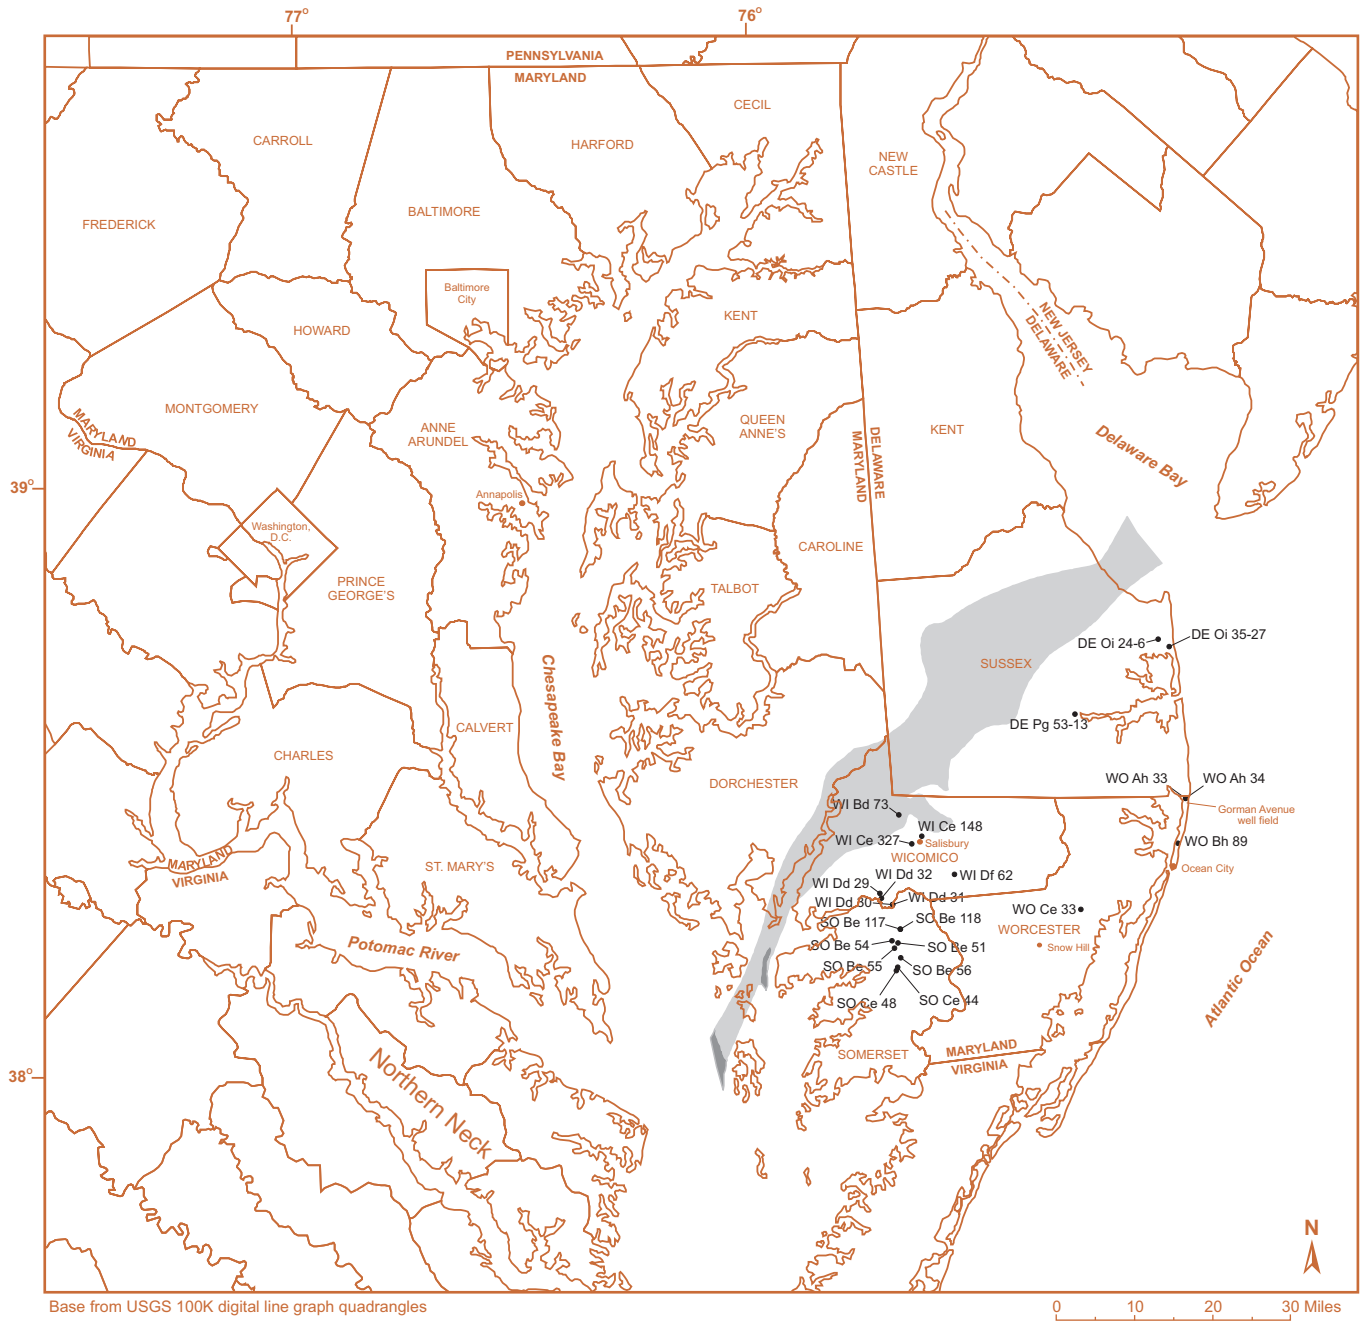 77°
76°
PENNSYLVANIA
MARYLAND
CECIL
CARROLL
HARFORD
NEW
CASTLE
BALTIMORE
FREDERICK
Baltimore
City
HOWARD
KENT
NEW JERSEY
DELAWARE
MONTGOMERY
MARYLAND
VIRGINIA
ANNE
ARUNDEL
QUEEN
ANNE'S
DELAWARE
MARYLAND
KENT
Delaware Bay
39°
Annapolis
Washington,
D.C.
CAROLINE
PRINCE
GEORGE'S
TALBOT
DE Oi 24-6
DE Oi 35-27
SUSSEX
Chesapeake Bay
DE Pg 53-13
CALVERT
CHARLES
DORCHESTER
WO Ah 33
WO Ah 34
WI Bd 73
Gorman Avenue
well field
WI Ce 148
WI Ce 327
Salisbury
WO Bh 89
WICOMICO
MARYLAND
VIRGINIA
ST. MARY'S
Ocean City
WI Dd 32
WI Df 62
WI Dd 29
WI Dd 30
WI Dd 31
WO Ce 33
SO Be 117
SO Be 118
WORCESTER
SO Be 54
SO Be 51
Snow Hill
Potomac River
SO Be 55
SO Be 56
Atlantic Ocean
SO Ce 48
SO Ce 44
SOMERSET
MARYLAND
VIRGINIA
38°
Northern Neck
N
Base from USGS 100K digital line graph quadrangles
0 10 20 30 Miles